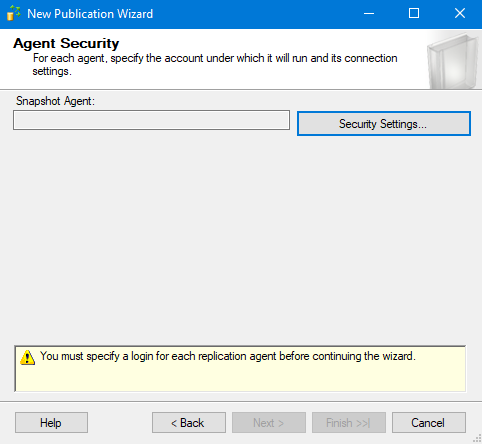 New Publication Wizard
Agent Security
For each agent, specify the account under which it will run and its connection
settings.
Snapshot Agent:
Security Settings...
You must specify a login for each replication agent before continuing the wizard.
Help
< Back
Next >
Finish >>|
Cancel